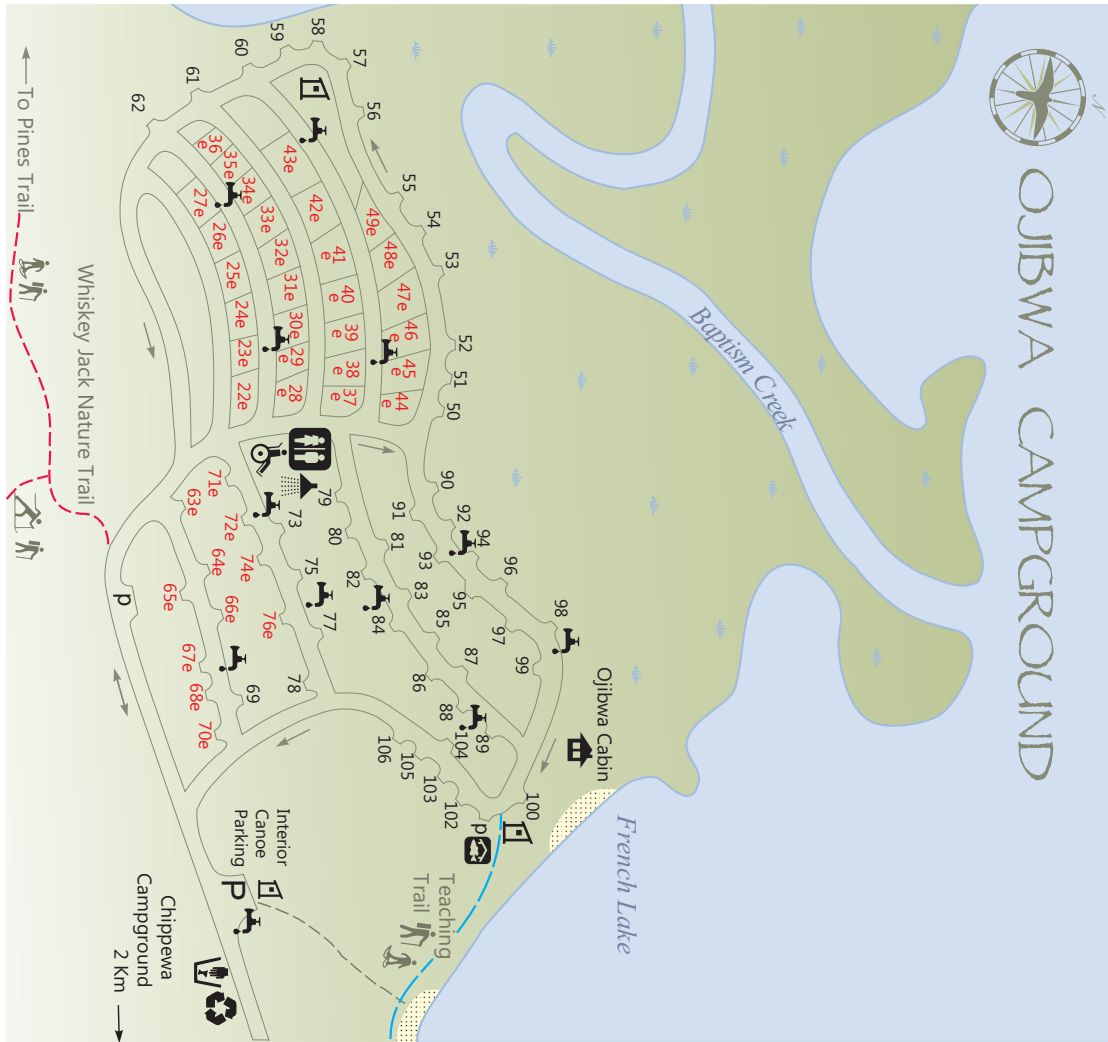 OJIBWA CAMPGROUND
N
Baptism Creek
French Lake
Ojibwa Cabin
Teaching
Trail
Interior
Canoe
Parking
P
p
Chippewa
Campground
2 Km
p
Whiskey Jack Nature Trail
To Pines Trail
58
59
60
61
62
57
56
55
54
53
52
51
50
43e
42e
41
e
40
e
39
e
38
e
37
e
49e
48e
47e
46
e
45
e
44
e
36
e
35e
34e
33e
32e
31e
30e
29
e
28
e
27e
26e
25e
24e
23e
22e
90
92
94
96
98
91
93
95
97
99
79
80
81
82
83
84
85
86
87
88
89
71e
72e
73
74e
75
76e
77
78
63e
64e
65e
66e
67e
68e
69
70e
100
102
103
104
105
106